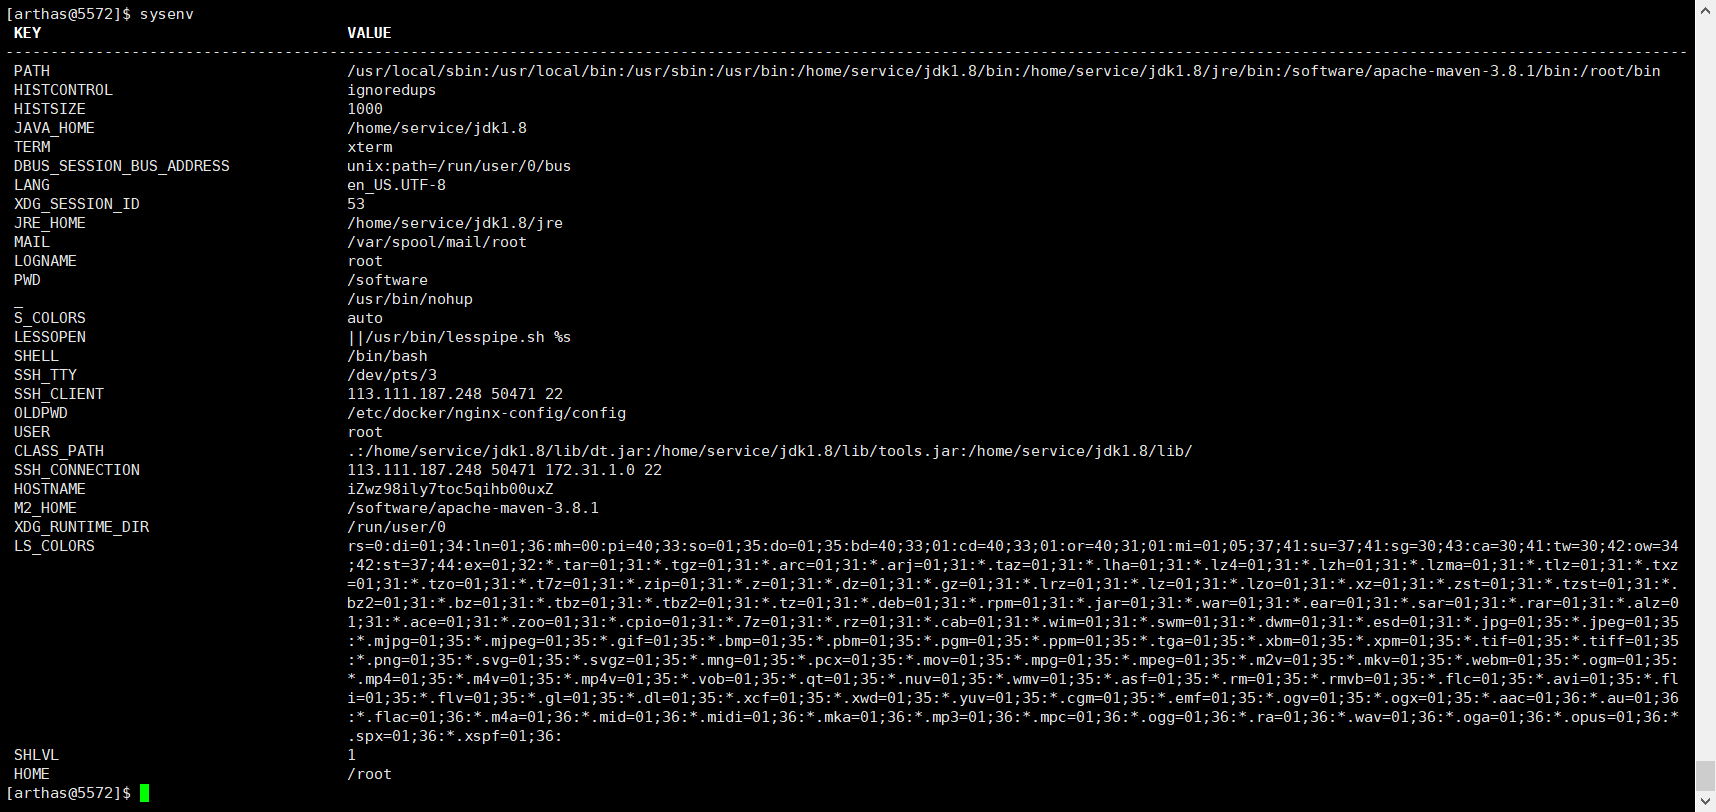 [arthas@5572]$ sysenv
KEY VALUE
PATH /usr/local/sbin:/usr/local/bin:/usr/sbin:/usr/bin:/home/service/jdk1.8/bin:/home/service/jdk1.8/jre/bin:/software/apache-maven-3.8.1/bin:/root/bin
HISTCONTROL ignoredups
HISTSIZE 1000
JAVA_HOME /home/service/jdk1.8
TERM xterm
DBUS_SESSION_BUS_ADDRESS unix:path=/run/user/0/bus
LANG en_US.UTF-8
XDG_SESSION_ID 53
JRE_HOME /home/service/jdk1.8/jre
MAIL /var/spool/mail/root
LOGNAME root
PWD /software
_ /usr/bin/nohup
S_COLORS auto
LESSOPEN ||/usr/bin/lesspipe.sh %s
SHELL /bin/bash
SSH_TTY /dev/pts/3
SSH_CLIENT 113.111.187.248 50471 22
OLDPWD /etc/docker/nginx-config/config
USER root
CLASS_PATH .:/home/service/jdk1.8/lib/dt.jar:/home/service/jdk1.8/lib/tools.jar:/home/service/jdk1.8/lib/
SSH_CONNECTION 113.111.187.248 50471 172.31.1.0 22
HOSTNAME iZwz98ily7toc5qihb00uxZ
M2_HOME /software/apache-maven-3.8.1
XDG_RUNTIME_DIR /run/user/0
LS_COLORS rs=0:di=01;34:ln=01;36:mh=00:pi=40;33:so=01;35:do=01;35:bd=40;33;01:cd=40;33;01:or=40;31;01:mi=01;05;37;41:su=37;41:sg=30;43:ca=30;41:tw=30;42:ow=34
;42:st=37;44:ex=01;32:*.tar=01;31:*.tgz=01;31:*.arc=01;31:*.arj=01;31:*.taz=01;31:*.lha=01;31:*.lz4=01;31:*.lzh=01;31:*.lzma=01;31:*.tlz=01;31:*.txz
=01;31:*.tzo=01;31:*.t7z=01;31:*.zip=01;31:*.z=01;31:*.dz=01;31:*.gz=01;31:*.lrz=01;31:*.lz=01;31:*.lzo=01;31:*.xz=01;31:*.zst=01;31:*.tzst=01;31:*.
bz2=01;31:*.bz=01;31:*.tbz=01;31:*.tbz2=01;31:*.tz=01;31:*.deb=01;31:*.rpm=01;31:*.jar=01;31:*.war=01;31:*.ear=01;31:*.sar=01;31:*.rar=01;31:*.alz=0
1;31:*.ace=01;31:*.zoo=01;31:*.cpio=01;31:*.7z=01;31:*.rz=01;31:*.cab=01;31:*.wim=01;31:*.swm=01;31:*.dwm=01;31:*.esd=01;31:*.jpg=01;35:*.jpeg=01;35
:*.mjpg=01;35:*.mjpeg=01;35:*.gif=01;35:*.bmp=01;35:*.pbm=01;35:*.pgm=01;35:*.ppm=01;35:*.tga=01;35:*.xbm=01;35:*.xpm=01;35:*.tif=01;35:*.tiff=01;35
:*.png=01;35:*.svg=01;35:*.svgz=01;35:*.mng=01;35:*.pcx=01;35:*.mov=01;35:*.mpg=01;35:*.mpeg=01;35:*.m2v=01;35:*.mkv=01;35:*.webm=01;35:*.ogm=01;35:
*.mp4=01;35:*.m4v=01;35:*.mp4v=01;35:*.vob=01;35:*.qt=01;35:*.nuv=01;35:*.wmv=01;35:*.asf=01;35:*.rm=01;35:*.rmvb=01;35:*.flc=01;35:*.avi=01;35:*.fl
i=01;35:*.flv=01;35:*.gl=01;35:*.dl=01;35:*.xcf=01;35:*.xwd=01;35:*.yuv=01;35:*.cgm=01;35:*.emf=01;35:*.ogv=01;35:*.ogx=01;35:*.aac=01;36:*.au=01;36
:*.flac=01;36:*.m4a=01;36:*.mid=01;36:*.midi=01;36:*.mka=01;36:*.mp3=01;36:*.mpc=01;36:*.ogg=01;36:*.ra=01;36:*.wav=01;36:*.oga=01;36:*.opus=01;36:*
.spx=01;36:*.xspf=01;36:
SHLVL 1
HOME /root
[arthas@5572]$